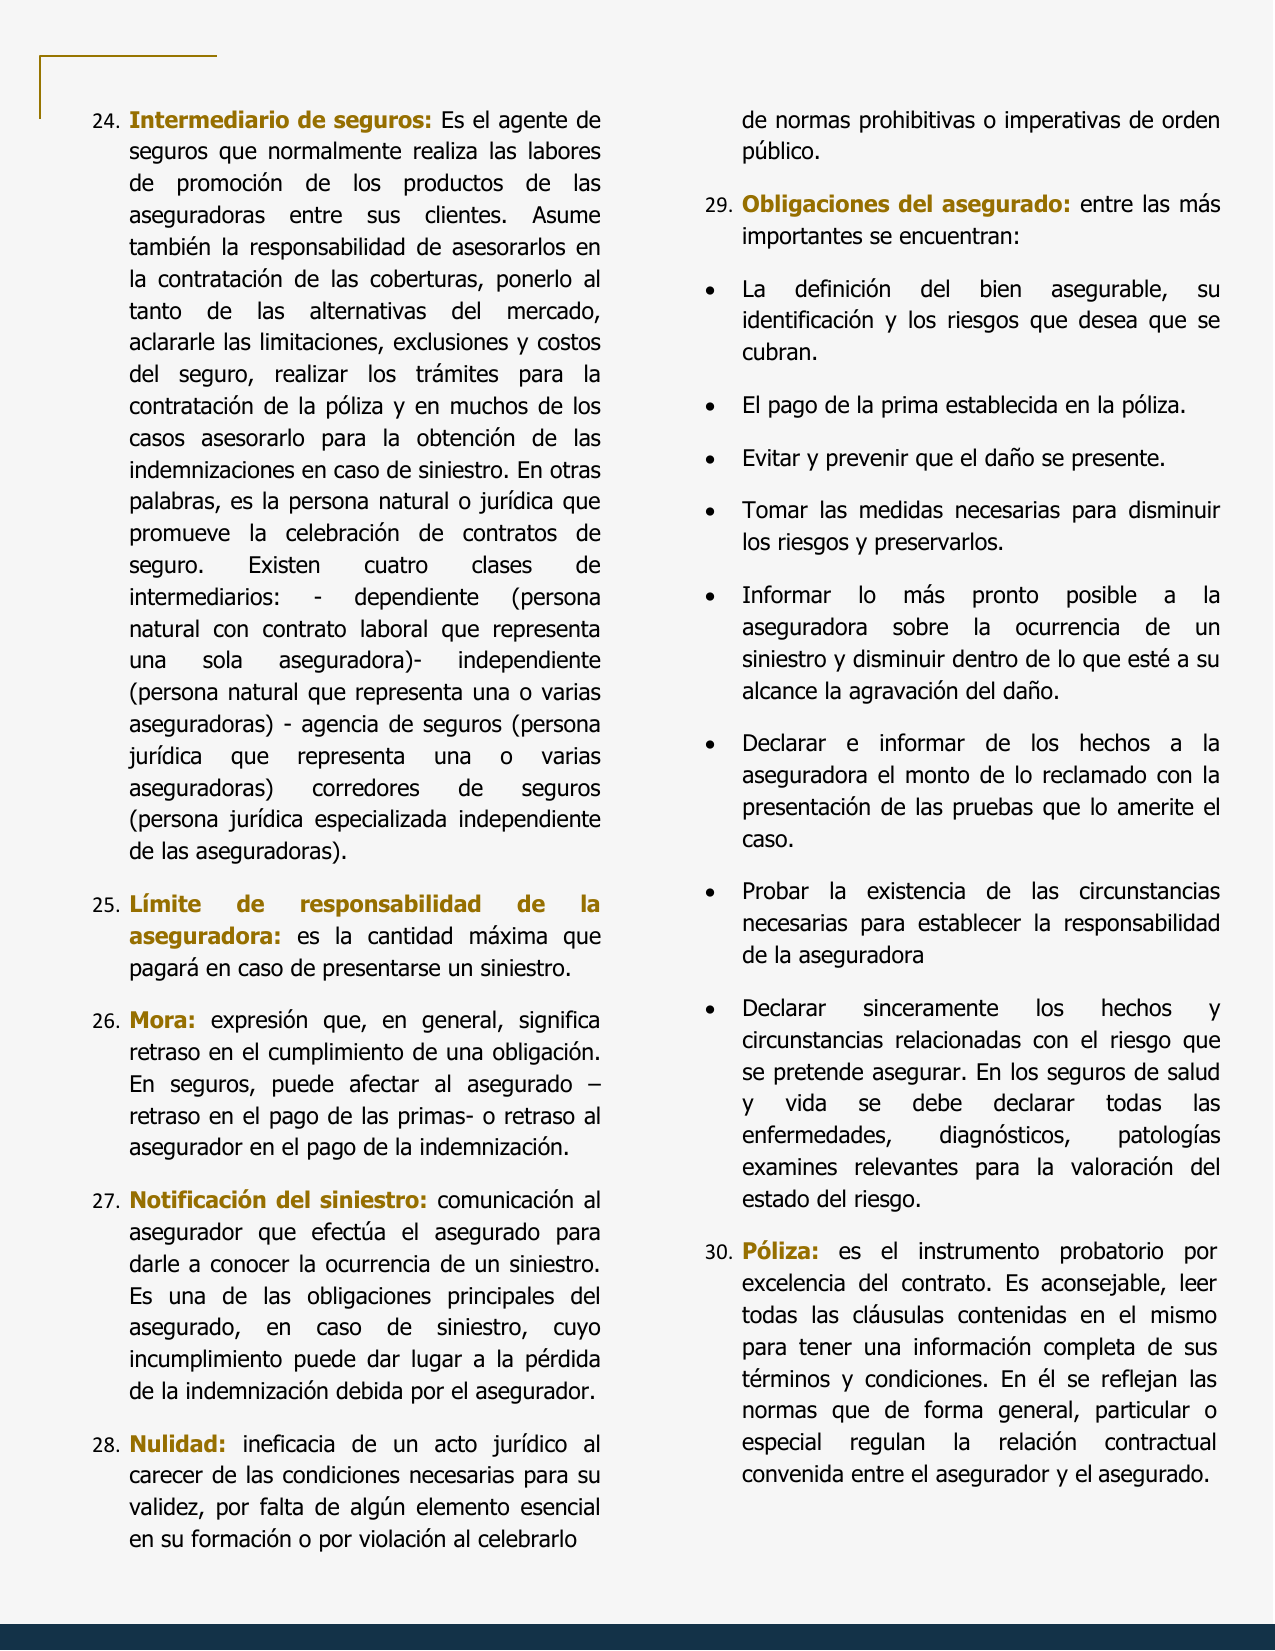 24. Intermediario de seguros: Es el agente de
seguros que normalmente realiza las labores
de promoción de los productos de las
aseguradoras entre sus clientes. Asume
también la responsabilidad de asesorarlos en
la contratación de las coberturas, ponerlo al
tanto de las alternativas del mercado,
aclararle las limitaciones, exclusiones y costos
del seguro, realizar los trámites para la
contratación de la póliza y en muchos de los
casos asesorarlo para la obtención de las
indemnizaciones en caso de siniestro. En otras
palabras, es la persona natural o jurídica que
promueve la celebración de contratos de
seguro. Existen cuatro clases de
intermediarios: - dependiente (persona
natural con contrato laboral que representa
una sola aseguradora)- independiente
(persona natural que representa una o varias
aseguradoras) - agencia de seguros (persona
jurídica que representa una o varias
aseguradoras) corredores de seguros
(persona jurídica especializada independiente
de las aseguradoras).
25. Límite de responsabilidad de la
aseguradora: es la cantidad máxima que
pagará en caso de presentarse un siniestro.
26. Mora: expresión que, en general, significa
retraso en el cumplimiento de una obligación.
En seguros, puede afectar al asegurado –
retraso en el pago de las primas- o retraso al
asegurador en el pago de la indemnización.
27. Notificación del siniestro: comunicación al
asegurador que efectúa el asegurado para
darle a conocer la ocurrencia de un siniestro.
Es una de las obligaciones principales del
asegurado, en caso de siniestro, cuyo
incumplimiento puede dar lugar a la pérdida
de la indemnización debida por el asegurador.
28. Nulidad: ineficacia de un acto jurídico al
carecer de las condiciones necesarias para su
validez, por falta de algún elemento esencial
en su formación o por violación al celebrarlo
de normas prohibitivas o imperativas de orden
público.
29. Obligaciones del asegurado: entre las más
importantes se encuentran:
• La definición del bien asegurable, su
identificación y los riesgos que desea que se
cubran.
• El pago de la prima establecida en la póliza.
• Evitar y prevenir que el daño se presente.
• Tomar las medidas necesarias para disminuir
los riesgos y preservarlos.
• Informar lo más pronto posible a la
aseguradora sobre la ocurrencia de un
siniestro y disminuir dentro de lo que esté a su
alcance la agravación del daño.
• Declarar e informar de los hechos a la
aseguradora el monto de lo reclamado con la
presentación de las pruebas que lo amerite el
caso.
• Probar la existencia de las circunstancias
necesarias para establecer la responsabilidad
de la aseguradora
• Declarar sinceramente los hechos y
circunstancias relacionadas con el riesgo que
se pretende asegurar. En los seguros de salud
y vida se debe declarar todas las
enfermedades, diagnósticos, patologías
examines relevantes para la valoración del
estado del riesgo.
30. Póliza: es el instrumento probatorio por
excelencia del contrato. Es aconsejable, leer
todas las cláusulas contenidas en el mismo
para tener una información completa de sus
términos y condiciones. En él se reflejan las
normas que de forma general, particular o
especial regulan la relación contractual
convenida entre el asegurador y el asegurado.